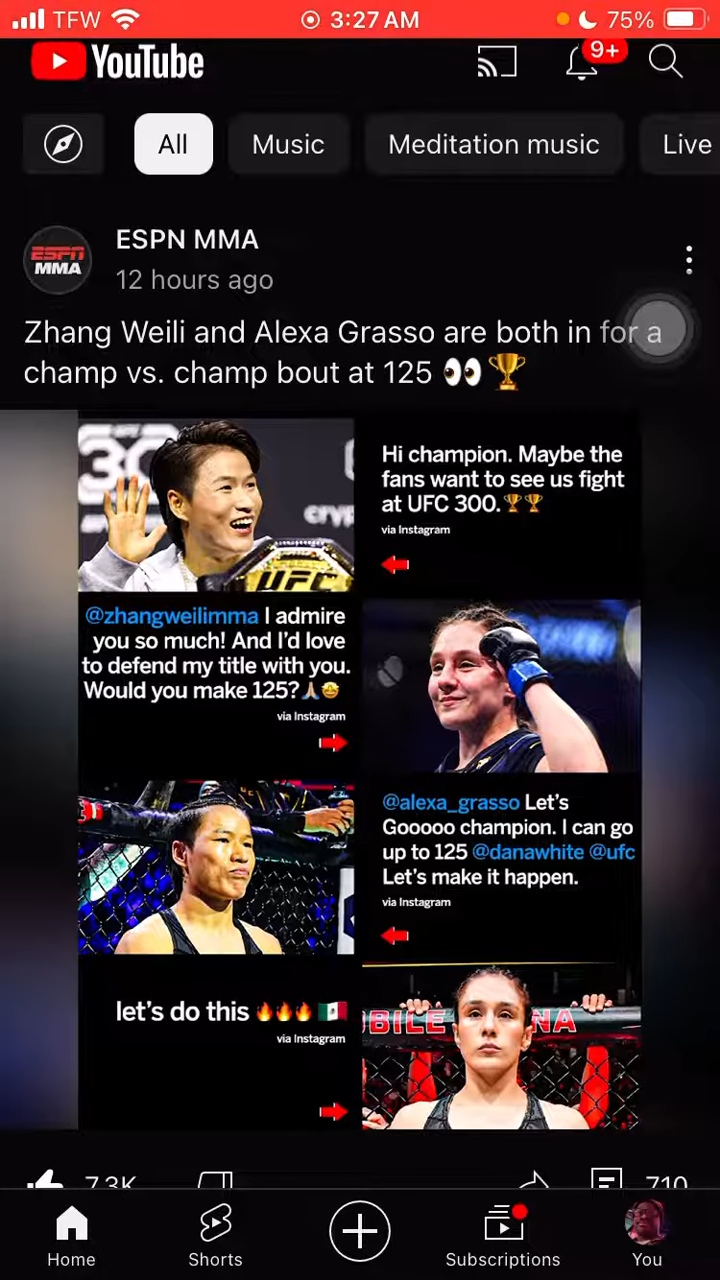 TFW 3:27 AM 75%
YouTube 9+
All Music Meditation music Live
ESPN MMA
ESPN
MMA
12 hours ago
Zhang Weili and Alexa Grasso are both in for a
champ vs. champ bout at 125 👀🏆
Hi champion. Maybe the
fans want to see us fight
at UFC 300.🏆🏆
via Instagram
UFC
@zhangweilimma I admire
you so much! And I'd love
to defend my title with you.
Would you make 125?🙏🏼🤩
via Instagram
@alexa_grasso Let's
Gooooo champion. I can go
up to 125 @danawhite @ufc
Let's make it happen.
via Instagram
let's do this 🔥🔥🔥 🇲🇽
via Instagram
7.3K 710
Home Shorts Subscriptions You